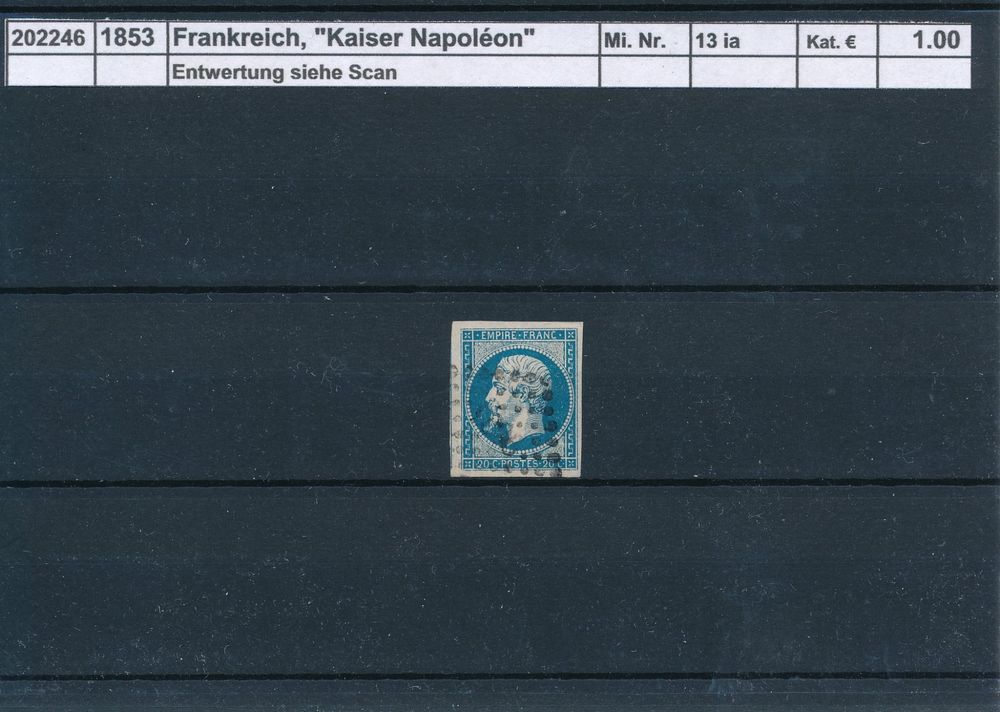 202246 1853 Frankreich, "Kaiser Napoléon" Mi. Nr. 13 ia Kat. € 1.00
Entwertung siehe Scan
EMPIRE · FRANC
20 C · POSTES · 20 C